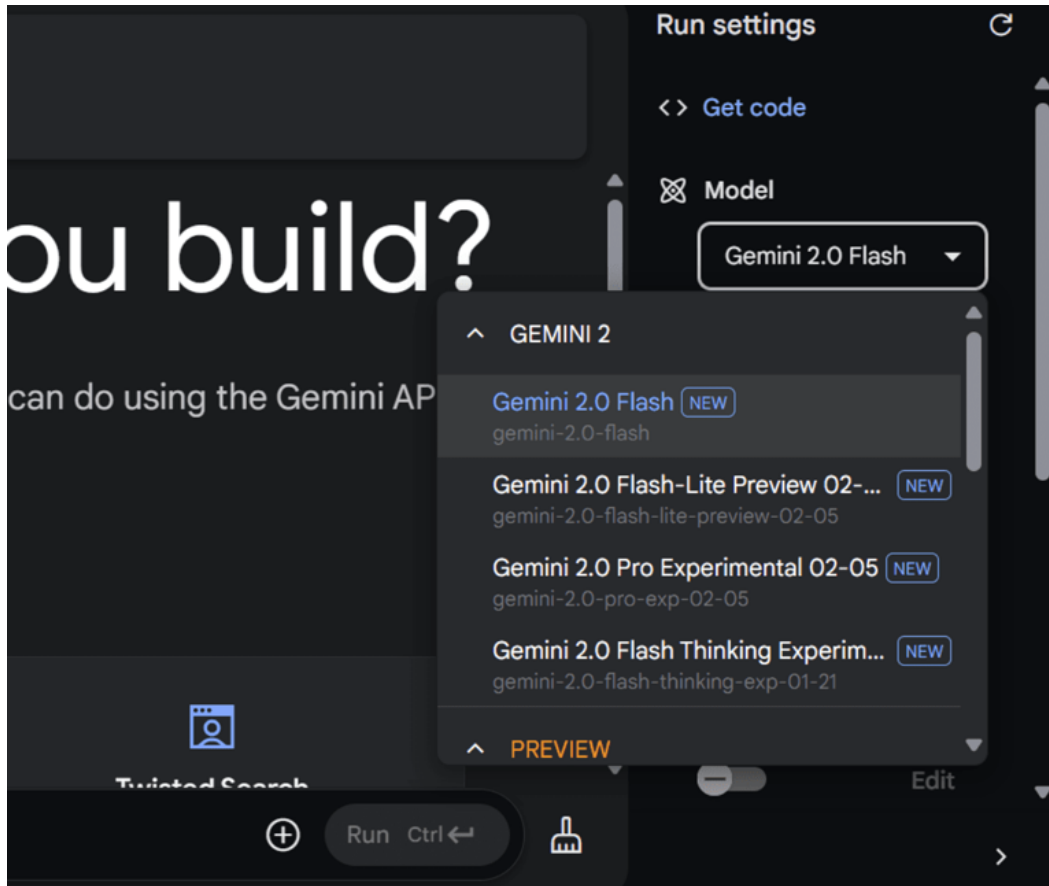 Run settings
<> Get code
Model
Gemini 2.0 Flash
ou build?
GEMINI 2
can do using the Gemini AP
Gemini 2.0 Flash NEW
gemini-2.0-flash
Gemini 2.0 Flash-Lite Preview 02-... NEW
gemini-2.0-flash-lite-preview-02-05
Gemini 2.0 Pro Experimental 02-05 NEW
gemini-2.0-pro-exp-02-05
Gemini 2.0 Flash Thinking Experim... NEW
gemini-2.0-flash-thinking-exp-01-21
PREVIEW
Twisted Search
Edit
Run Ctrl